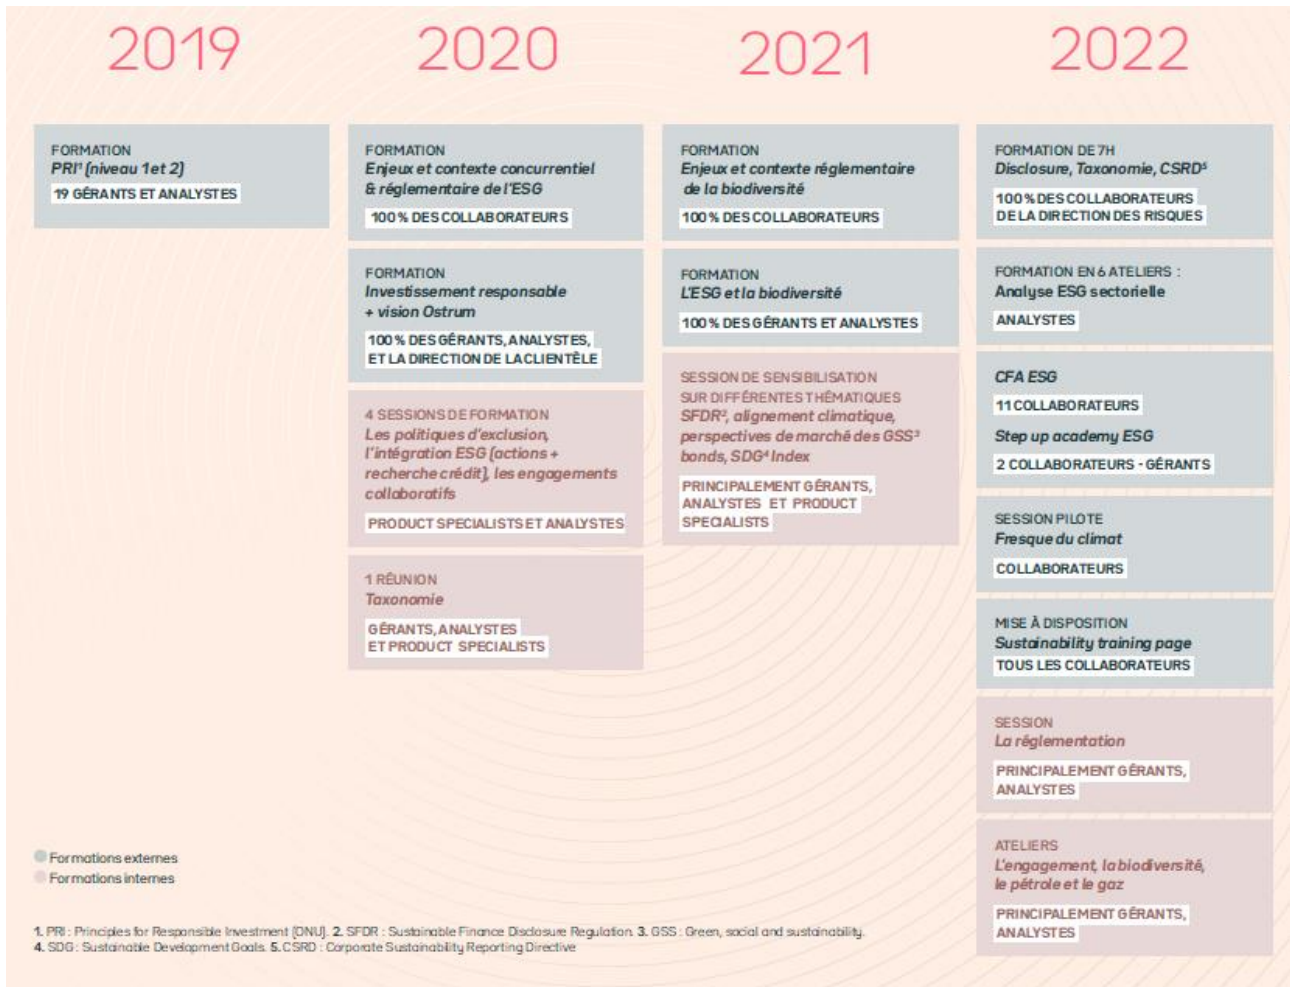 2019
FORMATION
PRI¹ (niveau 1 et 2)
19 GÉRANTS ET ANALYSTES
2020
FORMATION
Enjeux et contexte concurrentiel
& réglementaire de l'ESG
100 % DES COLLABORATEURS
FORMATION
Investissement responsable
+ vision Ostrum
100 % DES GÉRANTS, ANALYSTES,
ET LA DIRECTION DE LA CLIENTÈLE
4 SESSIONS DE FORMATION
Les politiques d'exclusion,
l'intégration ESG (actions +
recherche crédit), les engagements
collaboratifs
PRODUCT SPECIALISTS ET ANALYSTES
1 RÉUNION
Taxonomie
GÉRANTS, ANALYSTES
ET PRODUCT SPECIALISTS
2021
FORMATION
Enjeux et contexte réglementaire
de la biodiversité
100 % DES COLLABORATEURS
FORMATION
L'ESG et la biodiversité
100 % DES GÉRANTS ET ANALYSTES
SESSION DE SENSIBILISATION
SUR DIFFÉRENTES THÉMATIQUES
SFDR², alignement climatique,
perspectives de marché des GSS³
bonds, SDG⁴ Index
PRINCIPALEMENT GÉRANTS,
ANALYSTES ET PRODUCT
SPECIALISTS
2022
FORMATION DE 7H
Disclosure, Taxonomie, CSRD⁵
100 % DES COLLABORATEURS
DE LA DIRECTION DES RISQUES
FORMATION EN 6 ATELIERS :
Analyse ESG sectorielle
ANALYSTES
CFA ESG
11 COLLABORATEURS
Step up academy ESG
2 COLLABORATEURS - GÉRANTS
SESSION PILOTE
Fresque du climat
COLLABORATEURS
MISE À DISPOSITION
Sustainability training page
TOUS LES COLLABORATEURS
SESSION
La réglementation
PRINCIPALEMENT GÉRANTS,
ANALYSTES
ATELIERS
L'engagement, la biodiversité,
le pétrole et le gaz
PRINCIPALEMENT GÉRANTS,
ANALYSTES
Formations externes
Formations internes
1. PRI : Principles for Responsible Investment (ONU). 2. SFDR : Sustainable Finance Disclosure Regulation. 3. GSS : Green, social and sustainability.
4. SDG : Sustainable Development Goals. 5. CSRD : Corporate Sustainability Reporting Directive